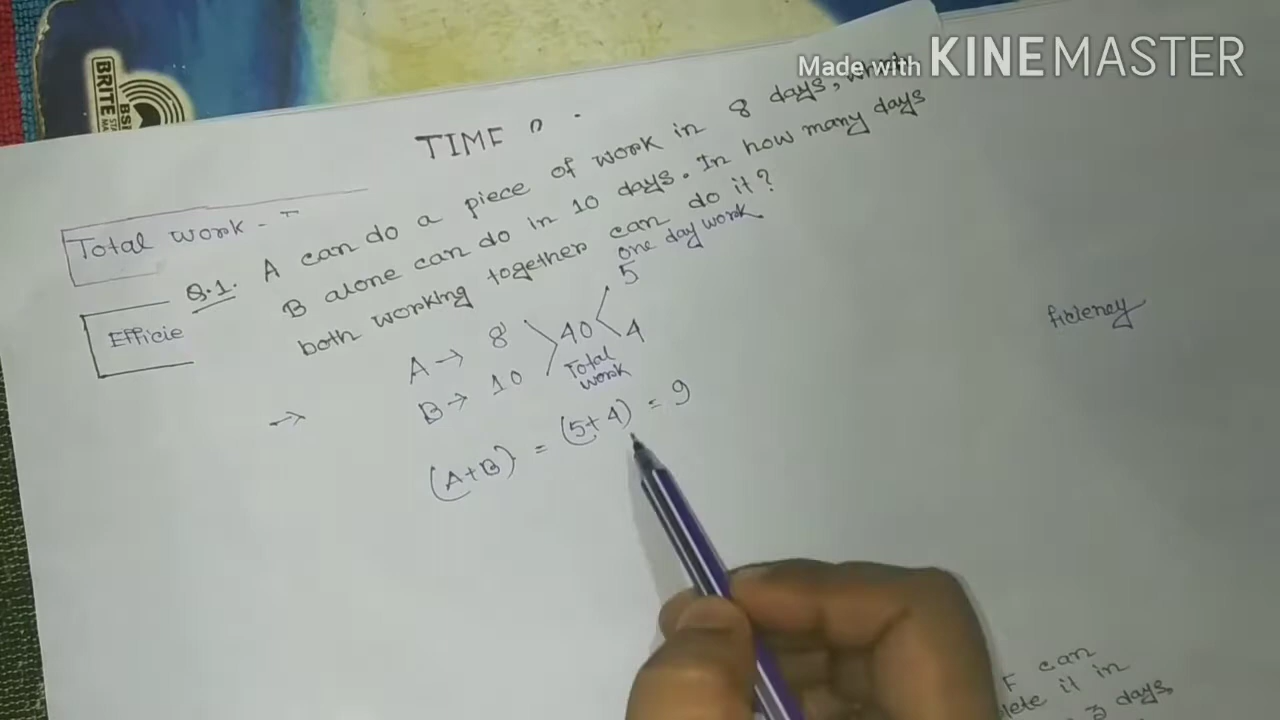 Made with KINEMASTER
BRITE
TIME
Total work -
Q.1. A can do a piece of work in 8 days, while
B alone can do in 10 days. In how many days
both working together can do it?
Efficie
one day work
5
A → 8
40
4
B → 10
Total
work
→
(A+B) = (5+4) = 9
ficiency
F can
lete it in
3 days,